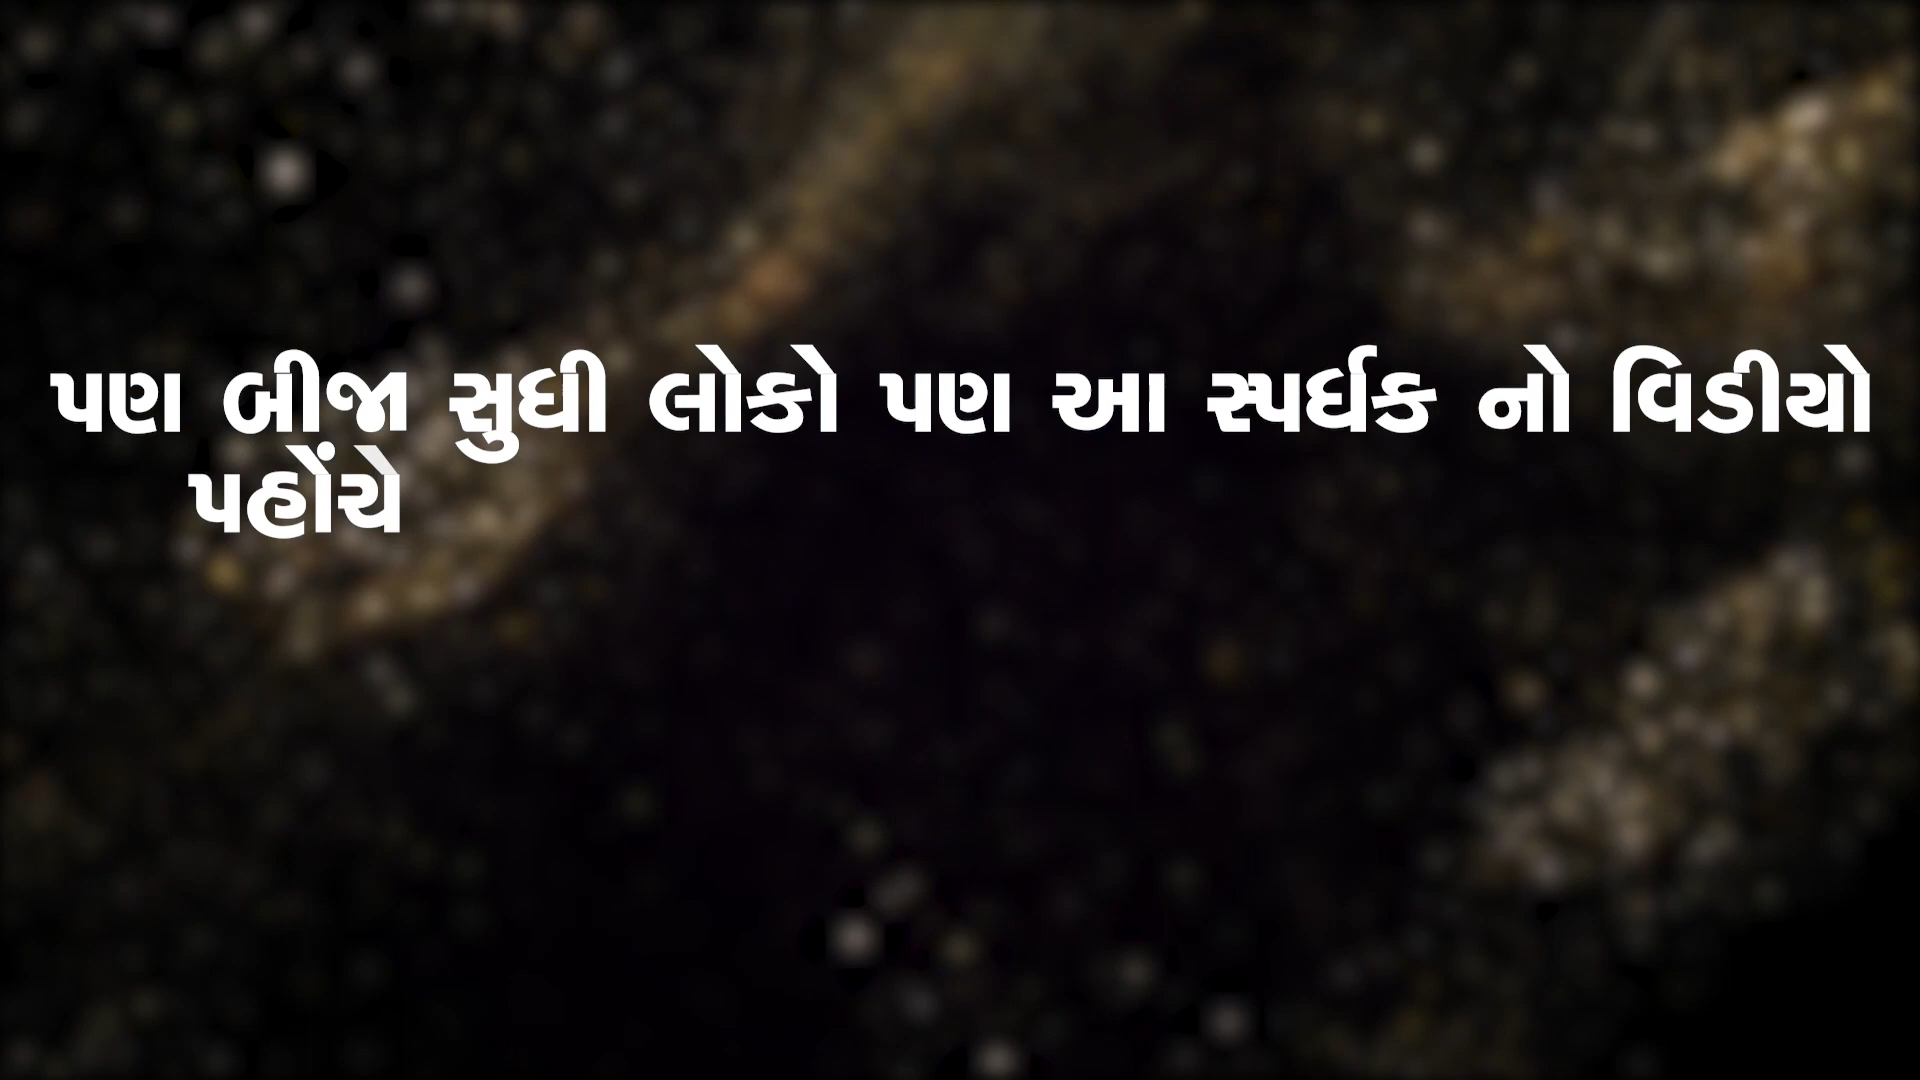 પણ બીજા સુધી લોકો પણ આ સ્પર્ધક નો વિડીયો
પહોંચે